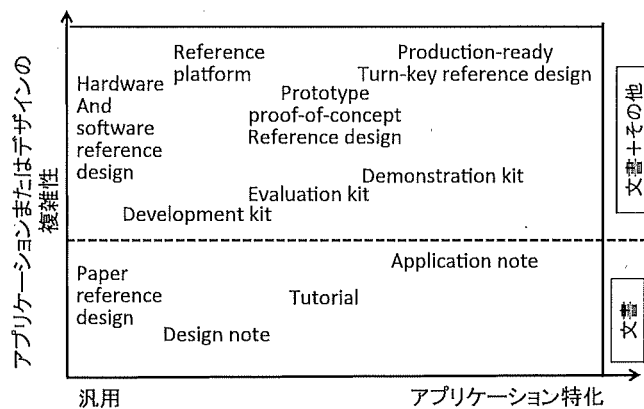 アプリケーションまたはデザインの
複雑性
Reference
platform
Production-ready
Turn-key reference design
Hardware
And
software
reference
design
Prototype
proof-of-concept
Reference design
Demonstration kit
Evaluation kit
Development kit
文書＋その他
Application note
Paper
reference
design
Tutorial
Design note
文書
汎用
アプリケーション特化